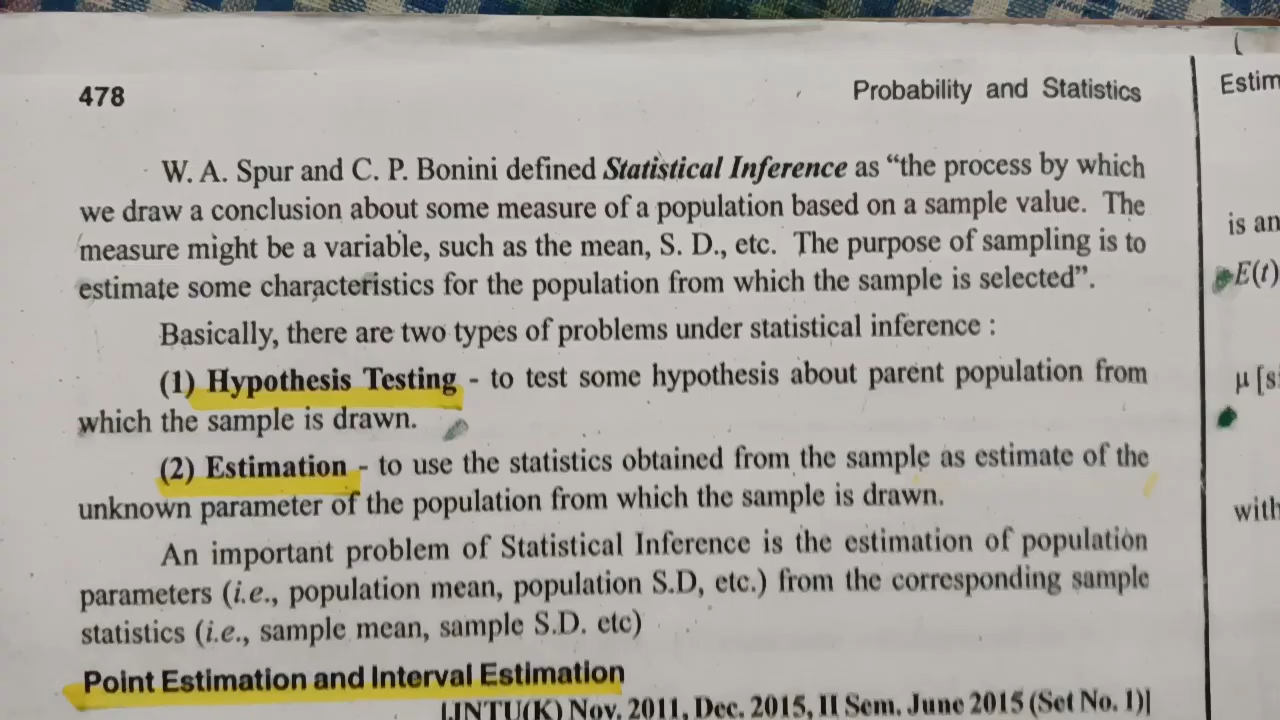 478
Probability and Statistics
W. A. Spur and C. P. Bonini defined Statistical Inference as “the process by which
we draw a conclusion about some measure of a population based on a sample value. The
measure might be a variable, such as the mean, S. D., etc. The purpose of sampling is to
estimate some characteristics for the population from which the sample is selected”.
Basically, there are two types of problems under statistical inference :
(1) Hypothesis Testing - to test some hypothesis about parent population from
which the sample is drawn.
(2) Estimation - to use the statistics obtained from the sample as estimate of the
unknown parameter of the population from which the sample is drawn.
An important problem of Statistical Inference is the estimation of population
parameters (i.e., population mean, population S.D, etc.) from the corresponding sample
statistics (i.e., sample mean, sample S.D. etc)
Point Estimation and Interval Estimation
[JNTU(K) Nov. 2011, Dec. 2015, II Sem. June 2015 (Set No. 1)]
is an
E(t)
μ
with